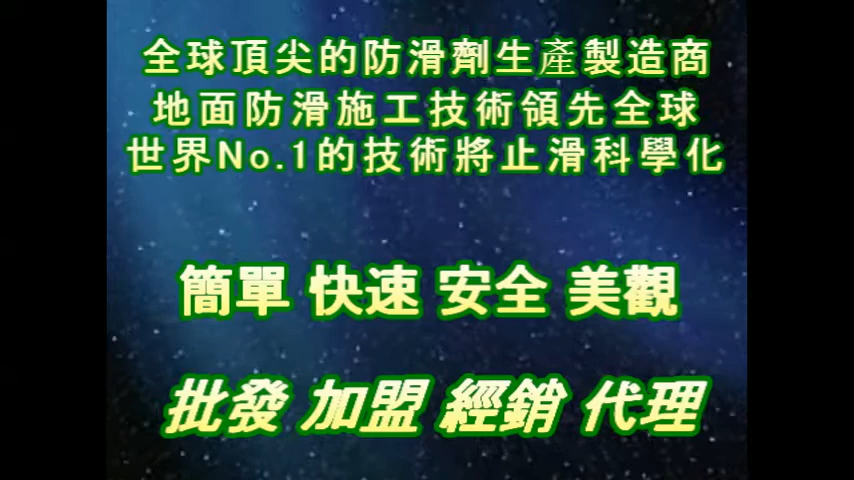 全球頂尖的防滑劑生產製造商
地面防滑施工技術領先全球
世界No.1的技術將止滑科學化
簡單 快速 安全 美觀
批發 加盟 經銷 代理